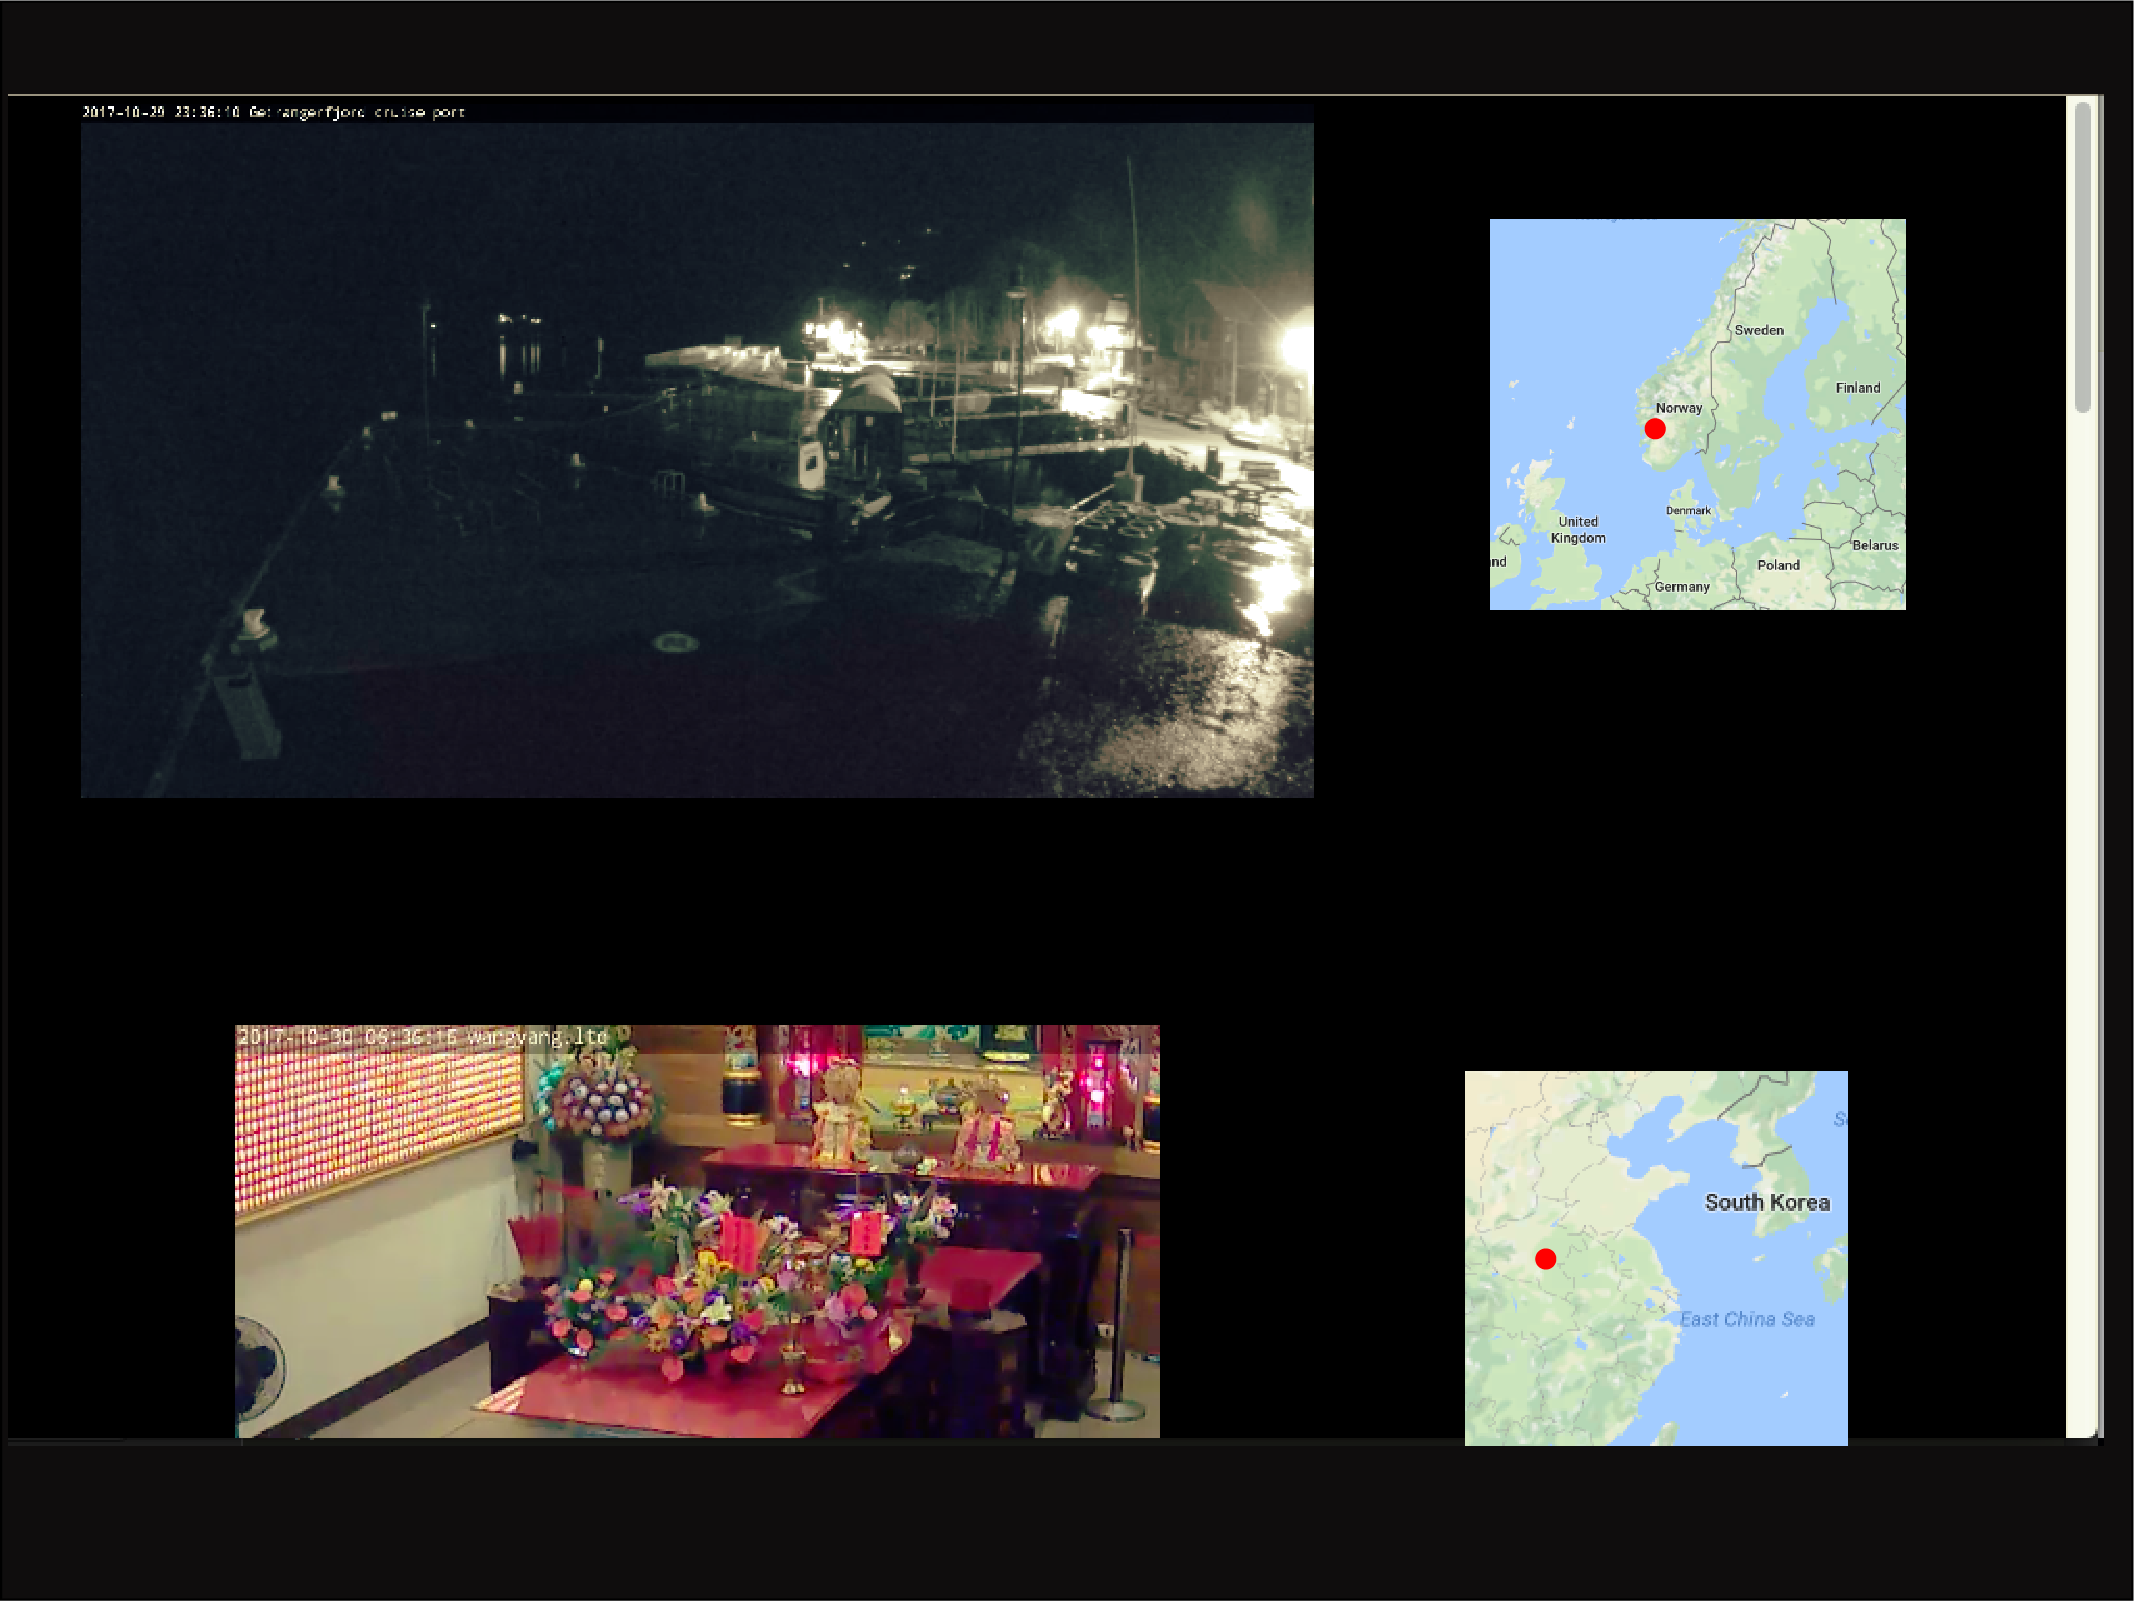 2017-10-29 23:36:10 Geirangerfjord cruise port
Sweden
Finland
Norway
Denmark
United
Kingdom
Belarus
nd
Poland
Germany
2017-10-30 06:36:16 wangyang.ltd
South Korea
East China Sea